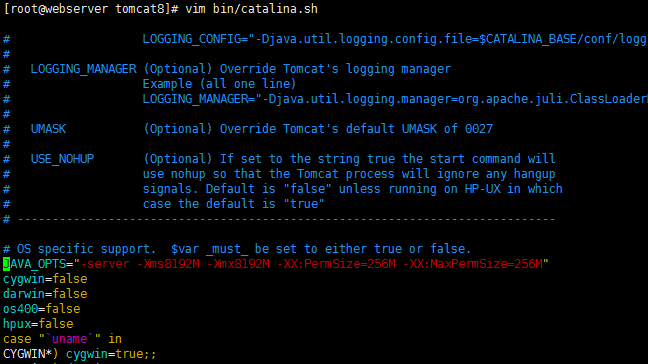 [root@webserver tomcat8]# vim bin/catalina.sh
# LOGGING_CONFIG="-Djava.util.logging.config.file=$CATALINA_BASE/conf/logg
#
# LOGGING_MANAGER (Optional) Override Tomcat's logging manager
# Example (all one line)
# LOGGING_MANAGER="-Djava.util.logging.manager=org.apache.juli.ClassLoader
#
# UMASK (Optional) Override Tomcat's default UMASK of 0027
#
# USE_NOHUP (Optional) If set to the string true the start command will
# use nohup so that the Tomcat process will ignore any hangup
# signals. Default is "false" unless running on HP-UX in which
# case the default is "true"
# -----------------------------------------------------------------------------
# OS specific support. $var _must_ be set to either true or false.
JAVA_OPTS="-server -Xms8192M -Xmx8192M -XX:PermSize=256M -XX:MaxPermSize=256M"
cygwin=false
darwin=false
os400=false
hpux=false
case "`uname`" in
CYGWIN*) cygwin=true;;